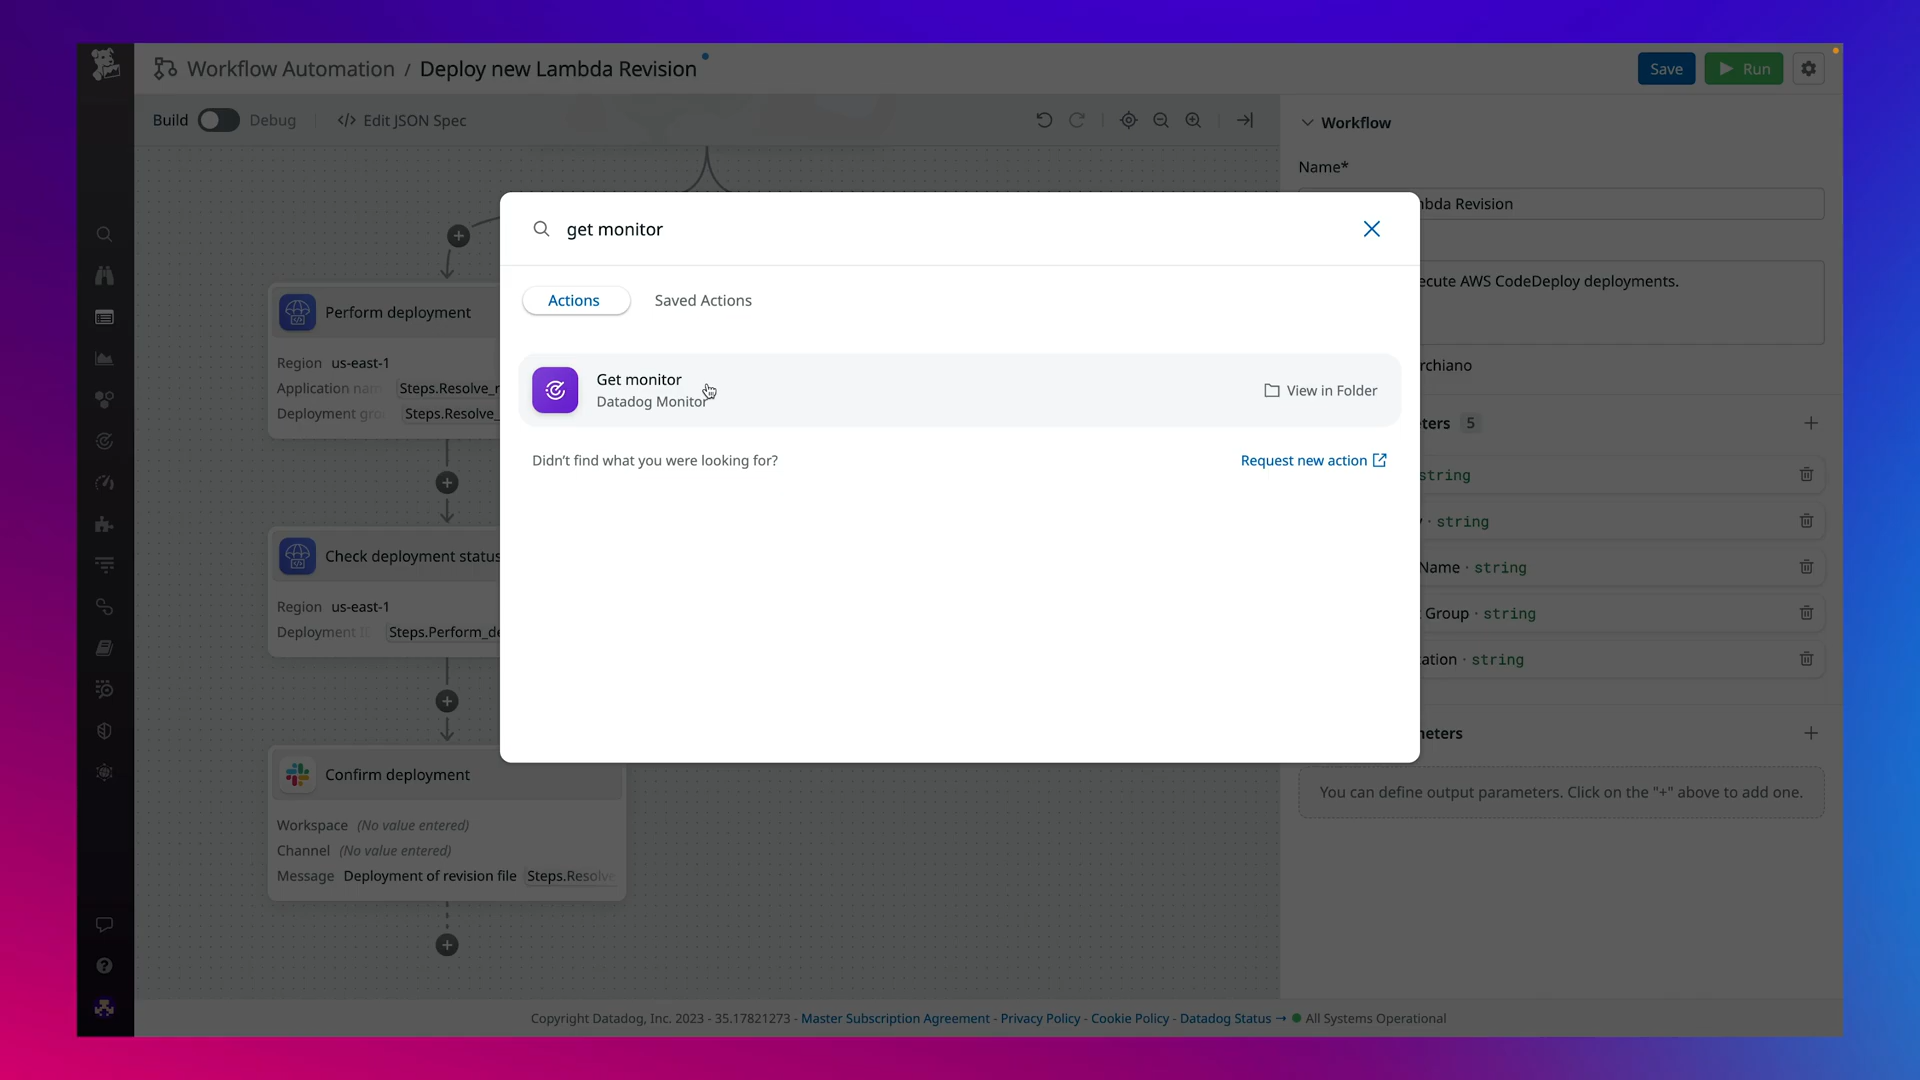 Workflow Automation / Deploy new Lambda Revision
Save
Run
Build
Debug
</> Edit JSON Spec
Workflow
Name*
bda Revision
get monitor
Actions
Saved Actions
Get monitor
Datadog Monitor
View in Folder
Didn't find what you were looking for?
Request new action
ecute AWS CodeDeploy deployments.
rchiano
ters 5
string
· string
Name · string
Group · string
ation · string
meters
You can define output parameters. Click on the "+" above to add one.
Perform deployment
Region us-east-1
Application nam Steps.Resolve_r
Deployment gro Steps.Resolve_
Check deployment status
Region us-east-1
Deployment I Steps.Perform_de
Confirm deployment
Workspace (No value entered)
Channel (No value entered)
Message Deployment of revision file Steps.Resolve
Copyright Datadog, Inc. 2023 - 35.17821273 - Master Subscription Agreement - Privacy Policy - Cookie Policy - Datadog Status → All Systems Operational